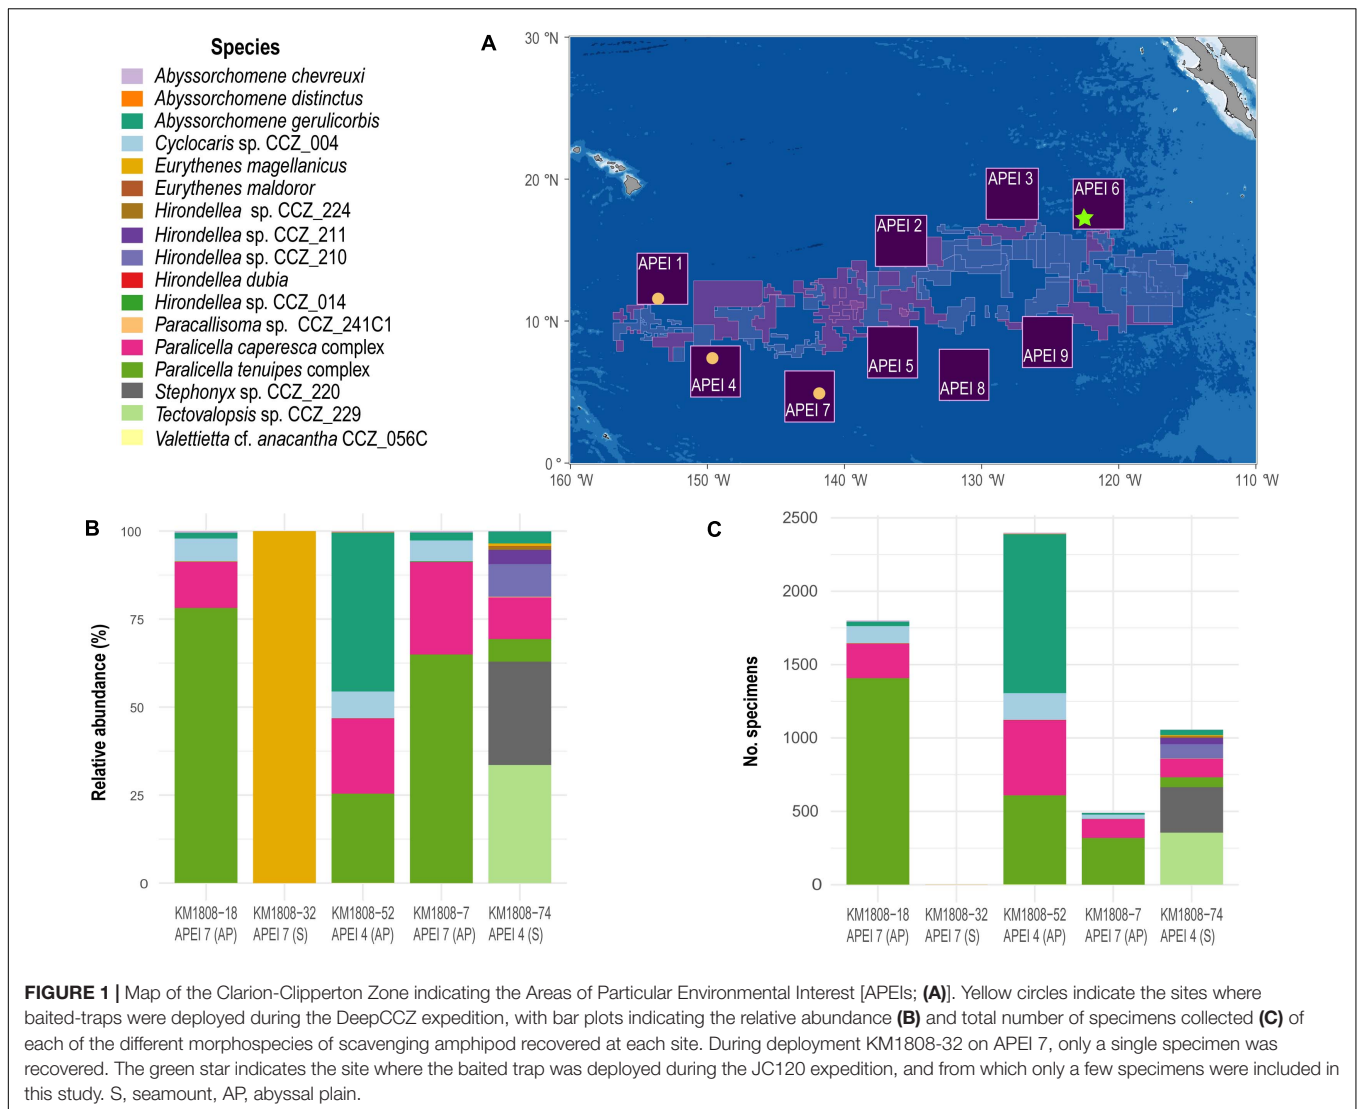 Species
Abyssorchomene chevreuxi
Abyssorchomene distinctus
Abyssorchomene gerulicorbis
Cyclocaris sp. CCZ_004
Eurythenes magellanicus
Eurythenes maldoror
Hirondellea sp. CCZ_224
Hirondellea sp. CCZ_211
Hirondellea sp. CCZ_210
Hirondellea dubia
Hirondellea sp. CCZ_014
Paracallisoma sp. CCZ_241C1
Paralicella caperesca complex
Paralicella tenuipes complex
Stephonyx sp. CCZ_220
Tectovalopsis sp. CCZ_229
Valettietta cf. anacantha CCZ_056C
A
30 °N
20 °N
10 °N
0 °
160 °W 150 °W 140 °W 130 °W 120 °W 110 °W
APEI 1
APEI 2
APEI 3
APEI 6
APEI 4
APEI 7
APEI 5
APEI 8
APEI 9
B
Relative abundance (%)
100
75
50
25
0
KM1808-18 KM1808-32 KM1808-52 KM1808-7 KM1808-74
APEI 7 (AP) APEI 7 (S) APEI 4 (AP) APEI 7 (AP) APEI 4 (S)
C
No. specimens
2500
2000
1500
1000
500
0
KM1808-18 KM1808-32 KM1808-52 KM1808-7 KM1808-74
APEI 7 (AP) APEI 7 (S) APEI 4 (AP) APEI 7 (AP) APEI 4 (S)
FIGURE 1 | Map of the Clarion-Clipperton Zone indicating the Areas of Particular Environmental Interest [APEIs; (A)]. Yellow circles indicate the sites where
baited-traps were deployed during the DeepCCZ expedition, with bar plots indicating the relative abundance (B) and total number of specimens collected (C) of
each of the different morphospecies of scavenging amphipod recovered at each site. During deployment KM1808-32 on APEI 7, only a single specimen was
recovered. The green star indicates the site where the baited trap was deployed during the JC120 expedition, and from which only a few specimens were included in
this study. S, seamount, AP, abyssal plain.